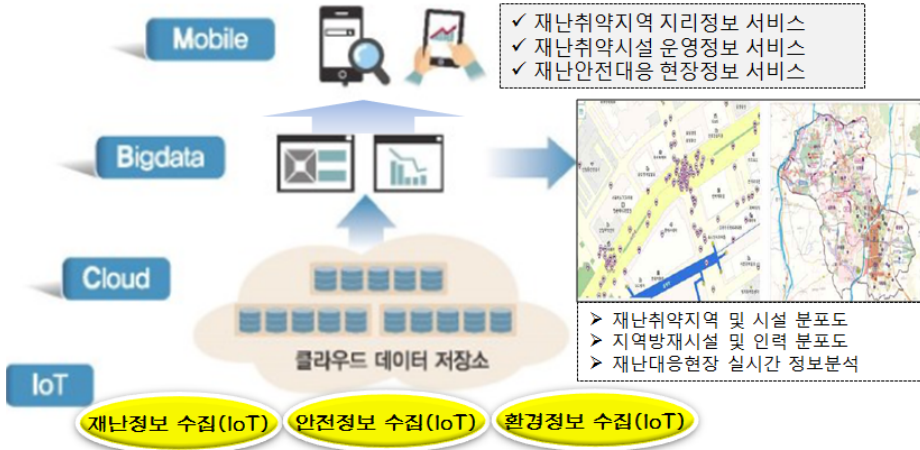 Mobile
✓ 재난취약지역 지리정보 서비스
✓ 재난취약시설 운영정보 서비스
✓ 재난안전대응 현장정보 서비스
Bigdata
Cloud
클라우드 데이터 저장소
➢ 재난취약지역 및 시설 분포도
➢ 지역방재시설 및 인력 분포도
➢ 재난대응현장 실시간 정보분석
IoT
재난정보 수집(IoT)
안전정보 수집(IoT)
환경정보 수집(IoT)